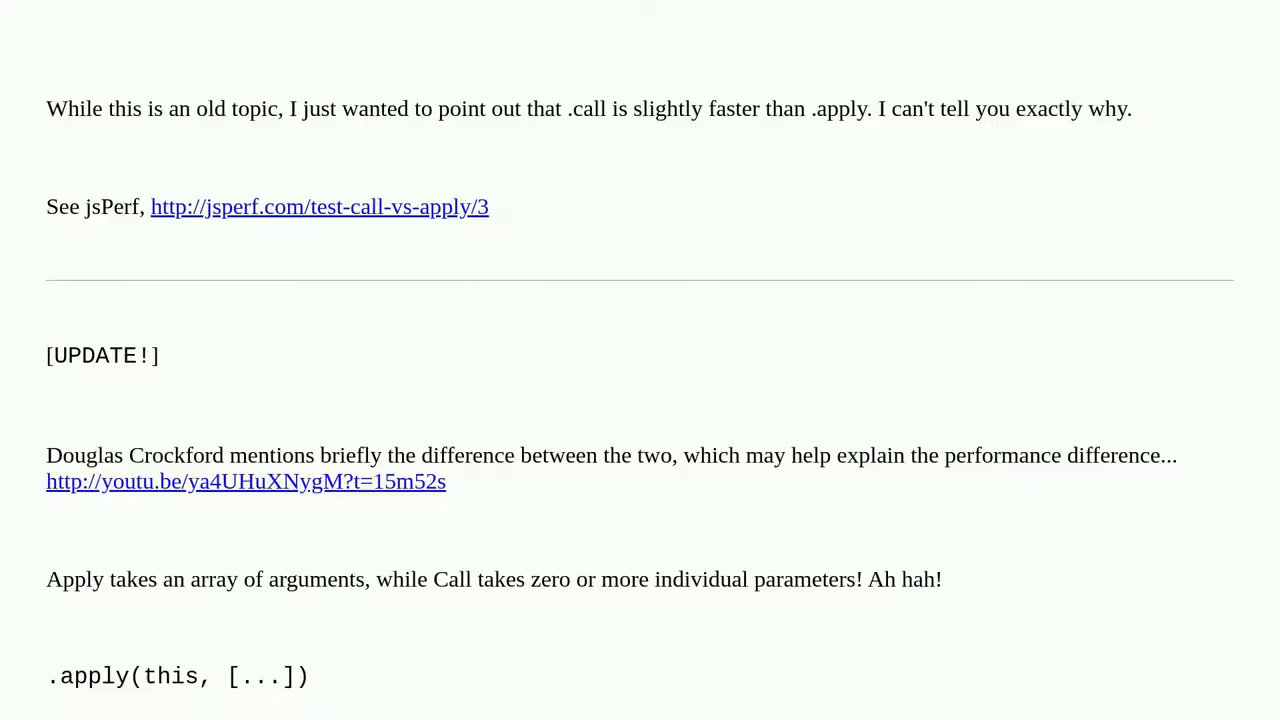 While this is an old topic, I just wanted to point out that .call is slightly faster than .apply. I can't tell you exactly why.
See jsPerf, http://jsperf.com/test-call-vs-apply/3
[UPDATE!]
Douglas Crockford mentions briefly the difference between the two, which may help explain the performance difference...
http://youtu.be/ya4UHuXNygM?t=15m52s
Apply takes an array of arguments, while Call takes zero or more individual parameters! Ah hah!
.apply(this, [...])